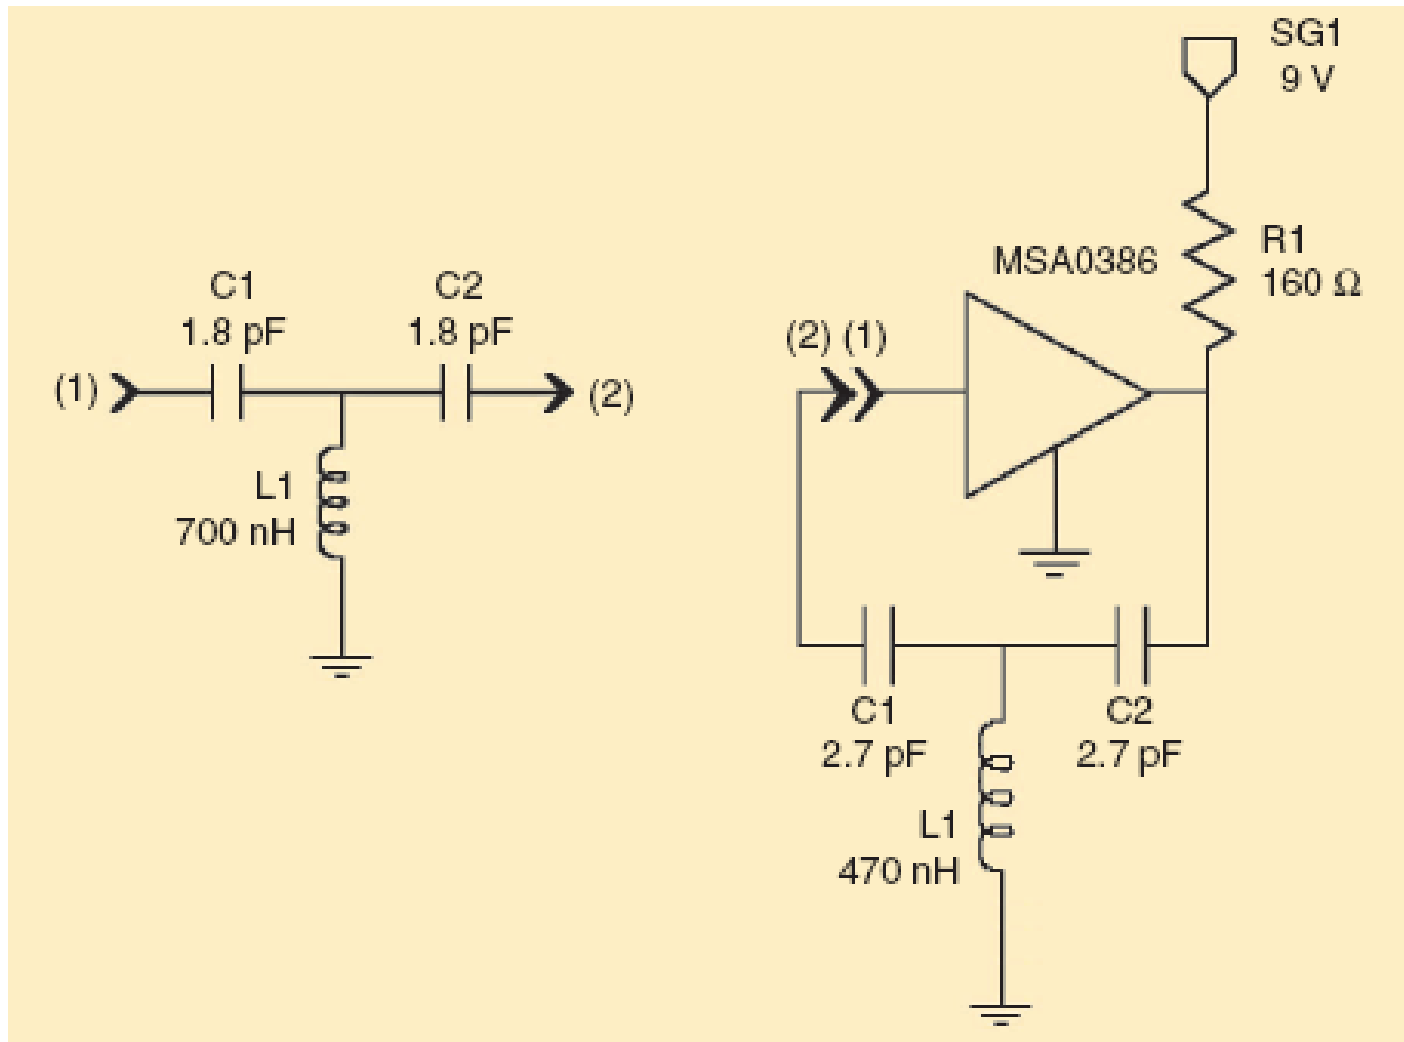 C1
1.8 pF
C2
1.8 pF
(1)
(2)
L1
700 nH
SG1
9 V
R1
160 Ω
MSA0386
(2) (1)
C1
2.7 pF
C2
2.7 pF
L1
470 nH